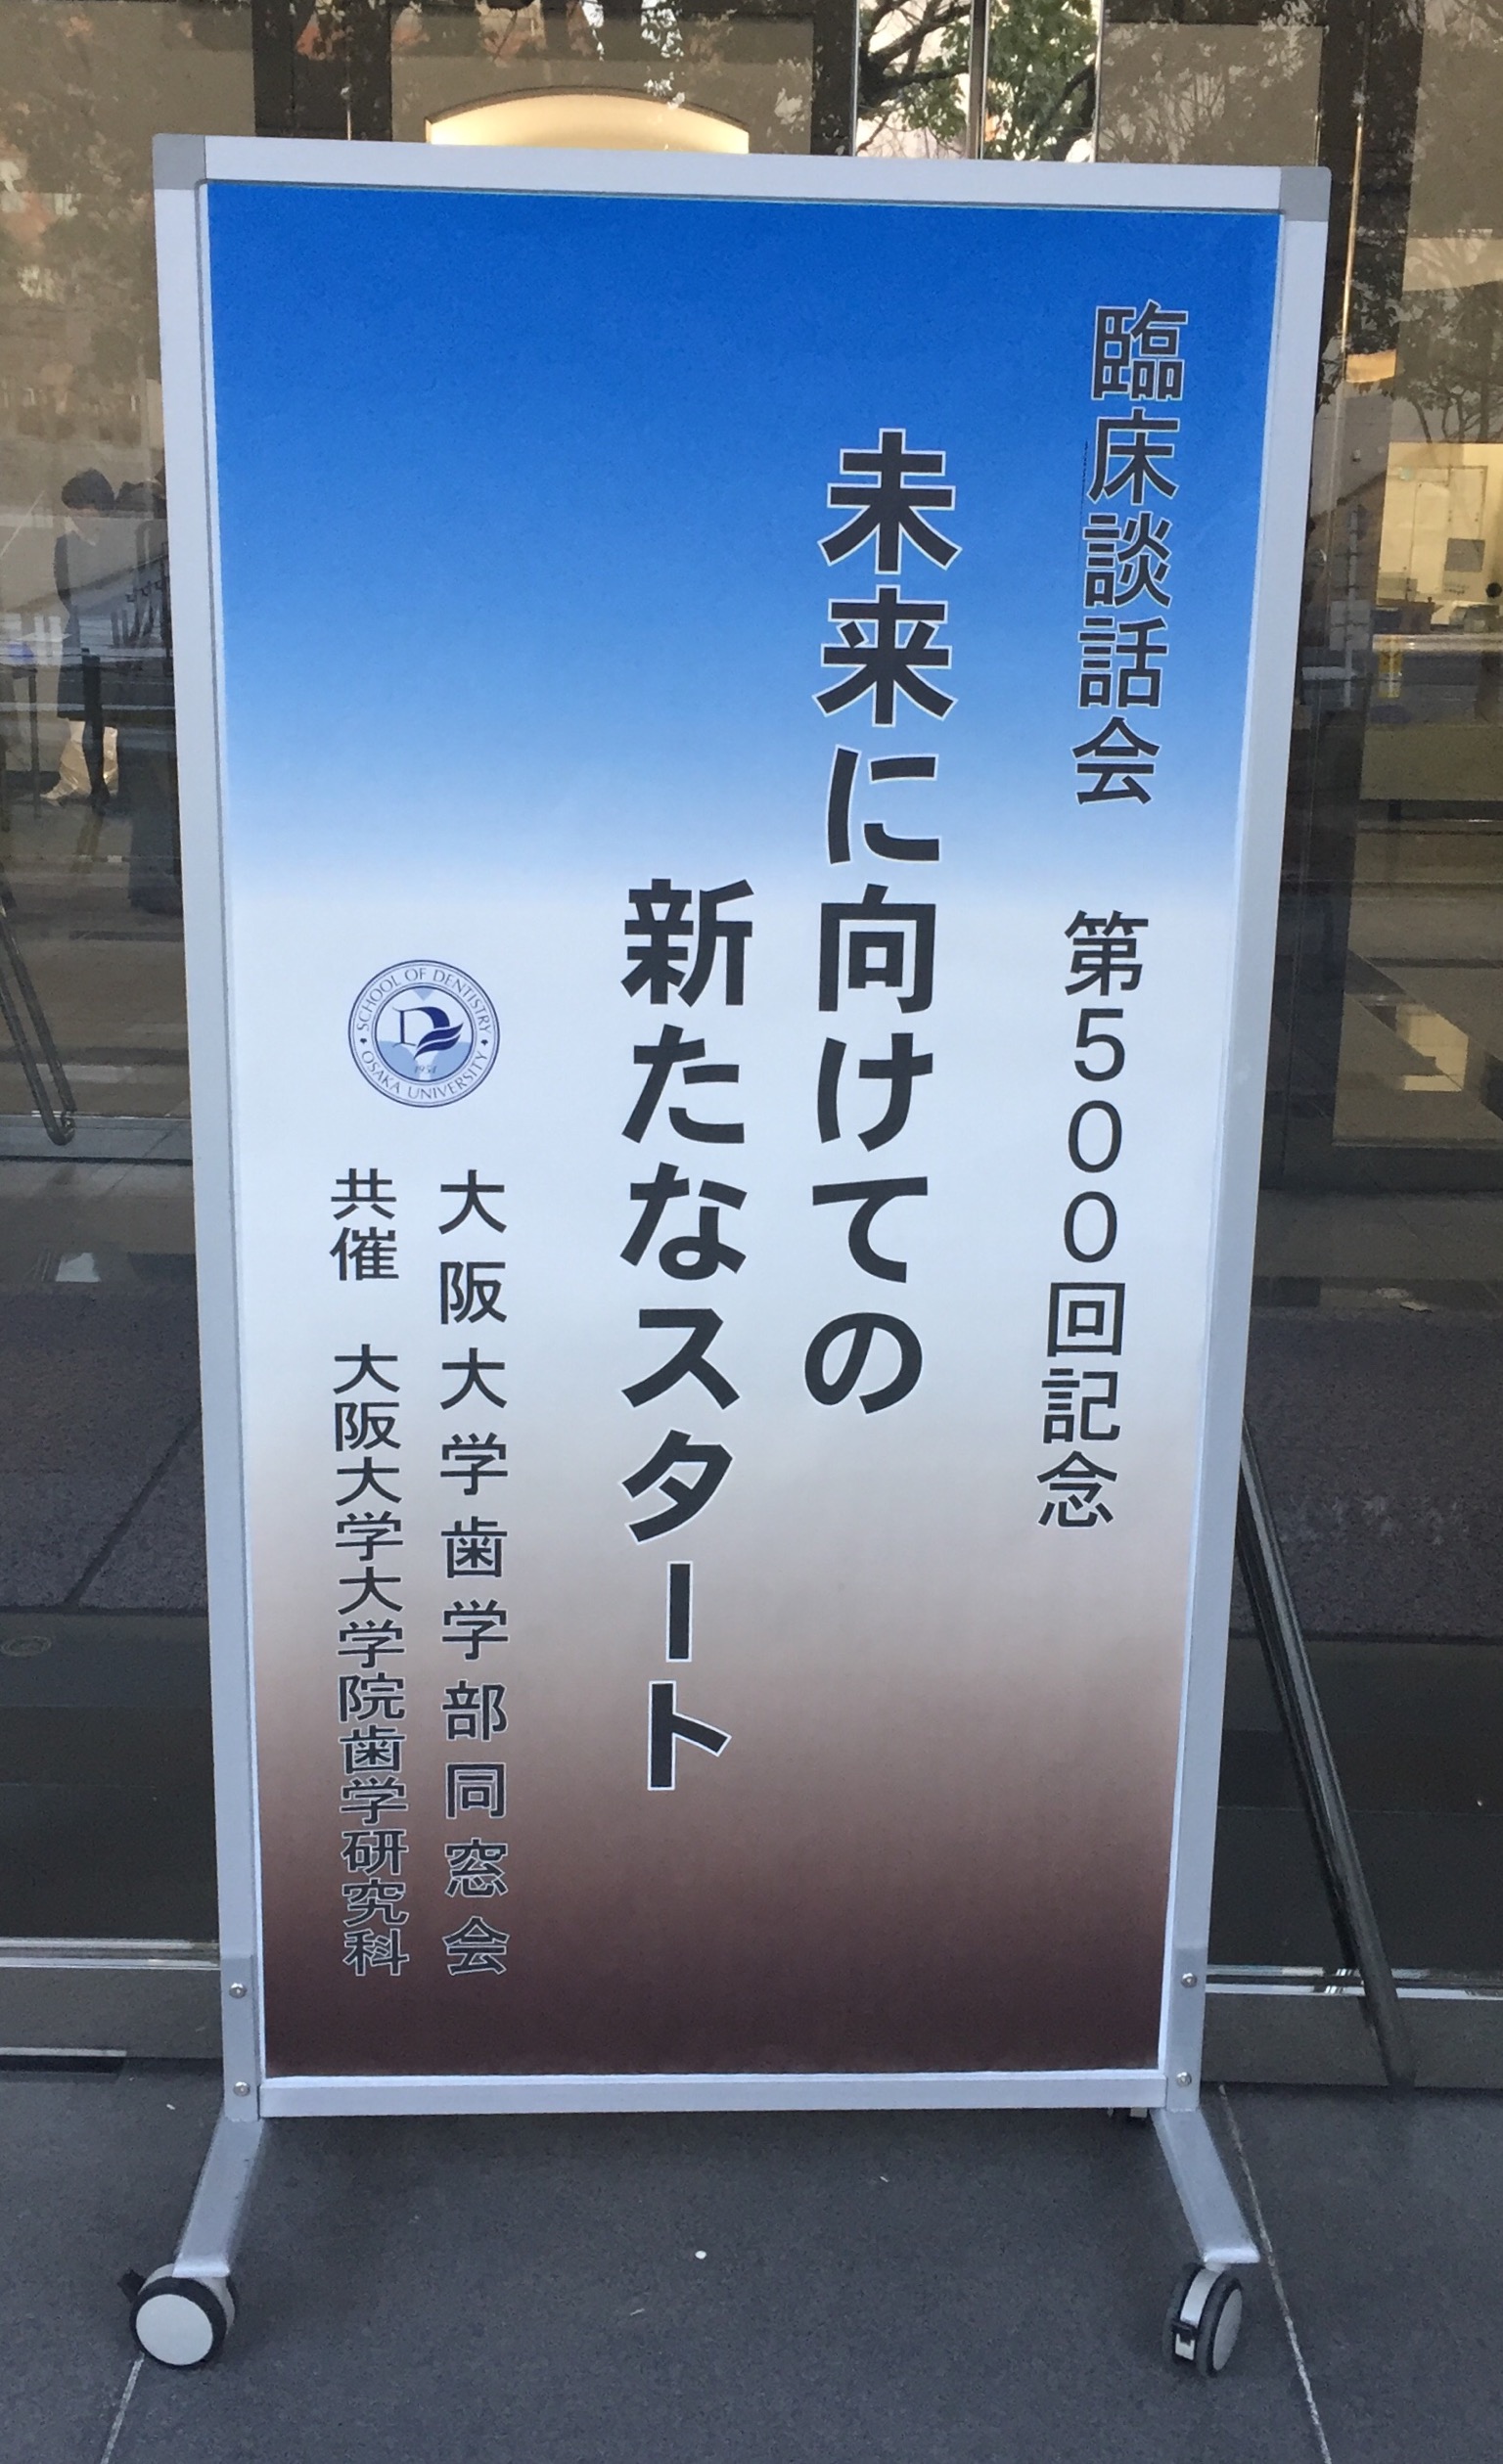 臨床談話会　第５００回記念
未来に向けての
新たなスタート
SCHOOL OF DENTISTRY
OSAKA UNIVERSITY
1951
大阪大学歯学部同窓会
共催　大阪大学大学院歯学研究科